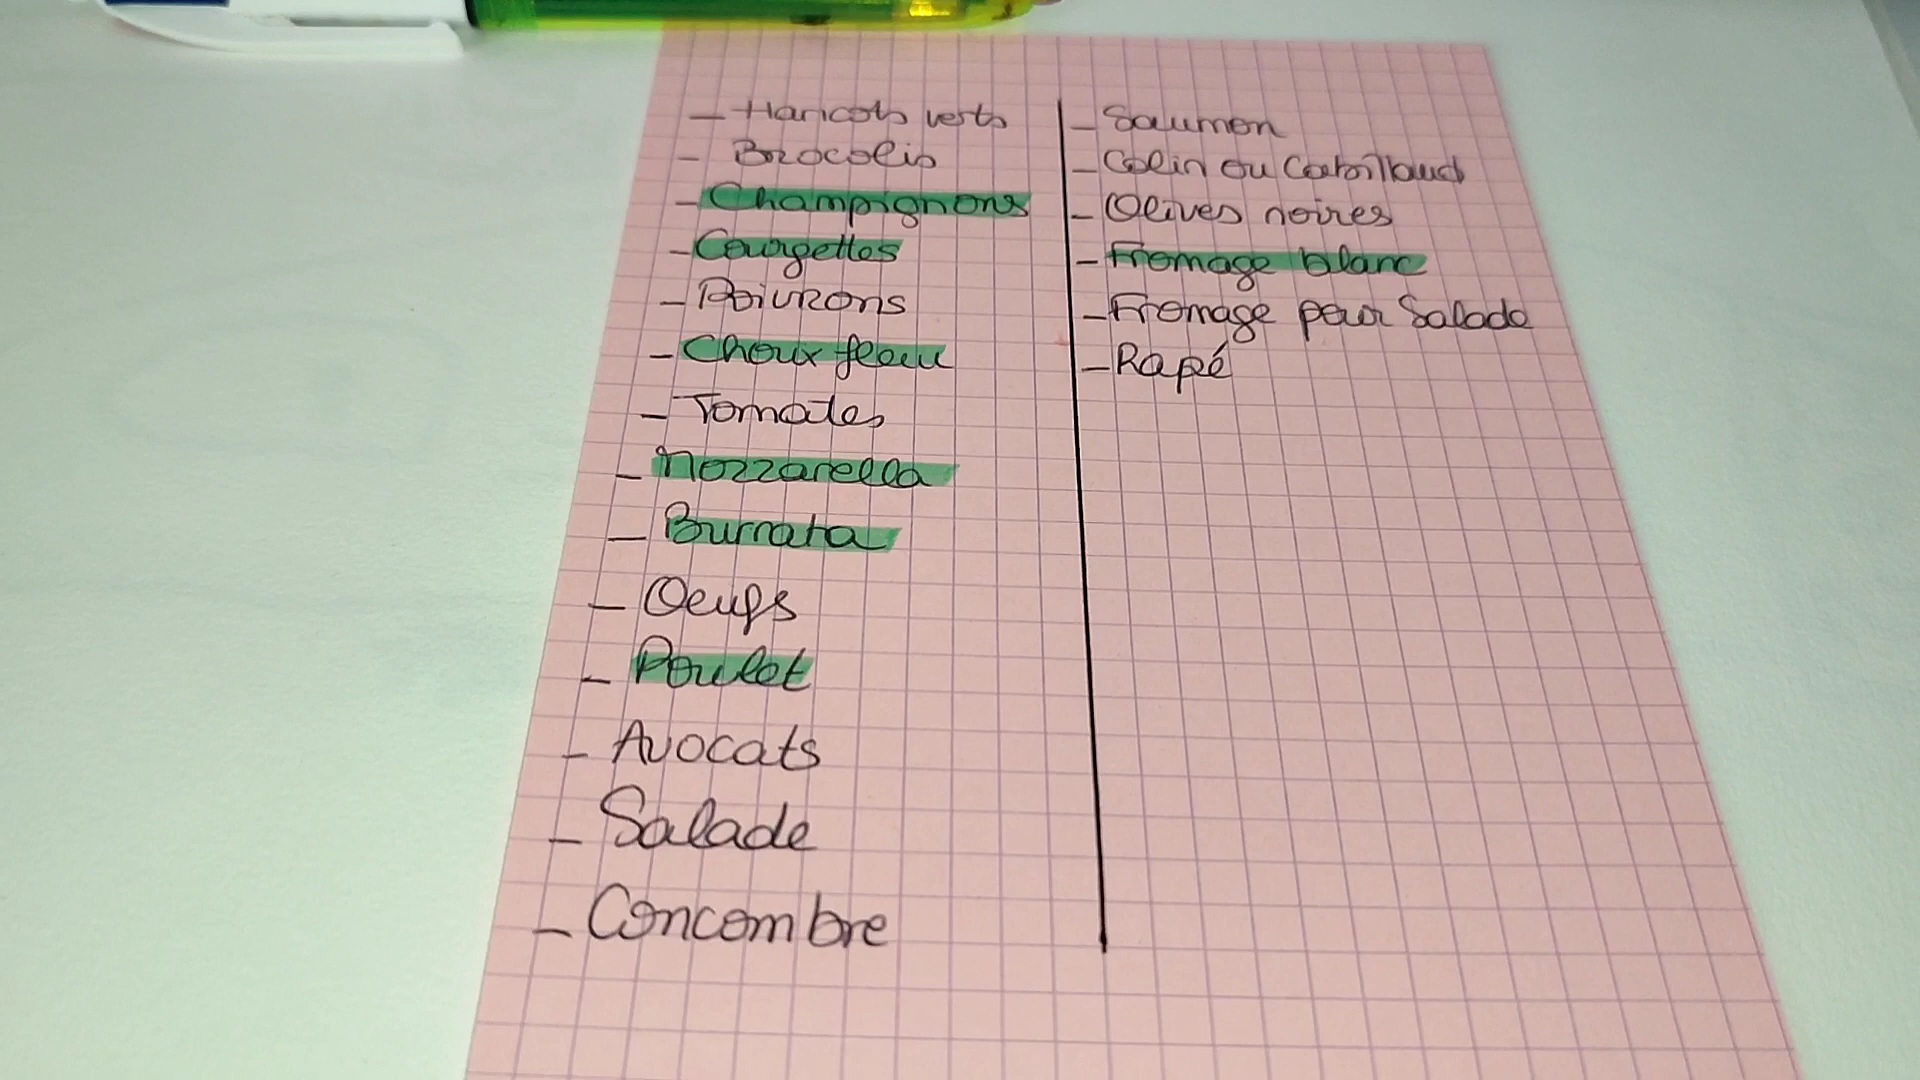 - Haricots verts
- Brocolis
- Champignons
- Courgettes
- Poivrons
- Choux fleur
- Tomates
- Mozzarella
- Burrata
- Oeufs
- Poulet
- Avocats
- Salade
- Concombre
- Saumon
- Colin ou Cabillaud
- Olives noires
- Fromage blanc
- Fromage pour Salade
- Rapé